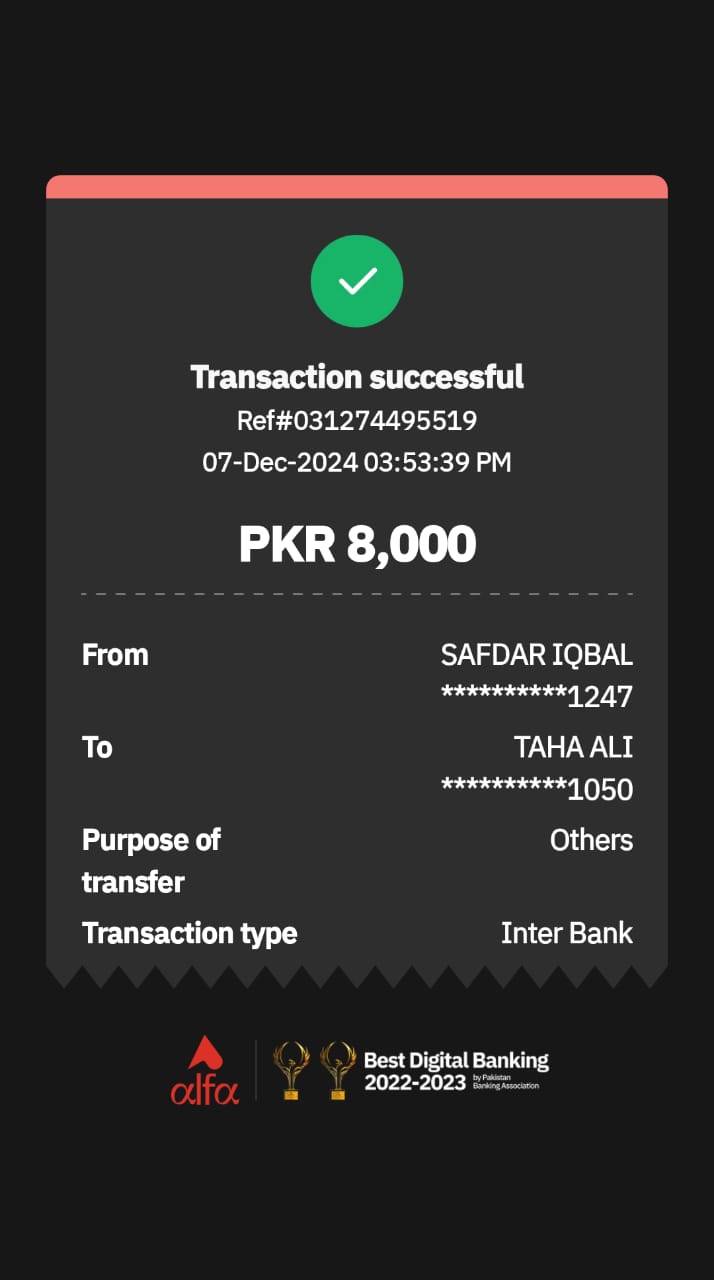 Transaction successful
Ref#031274495519
07-Dec-2024 03:53:39 PM
PKR 8,000
From SAFDAR IQBAL
**********1247
To TAHA ALI
**********1050
Purpose of Others
transfer
Transaction type Inter Bank
alfa
Best Digital Banking
2022-2023 by Pakistan
Banking Association